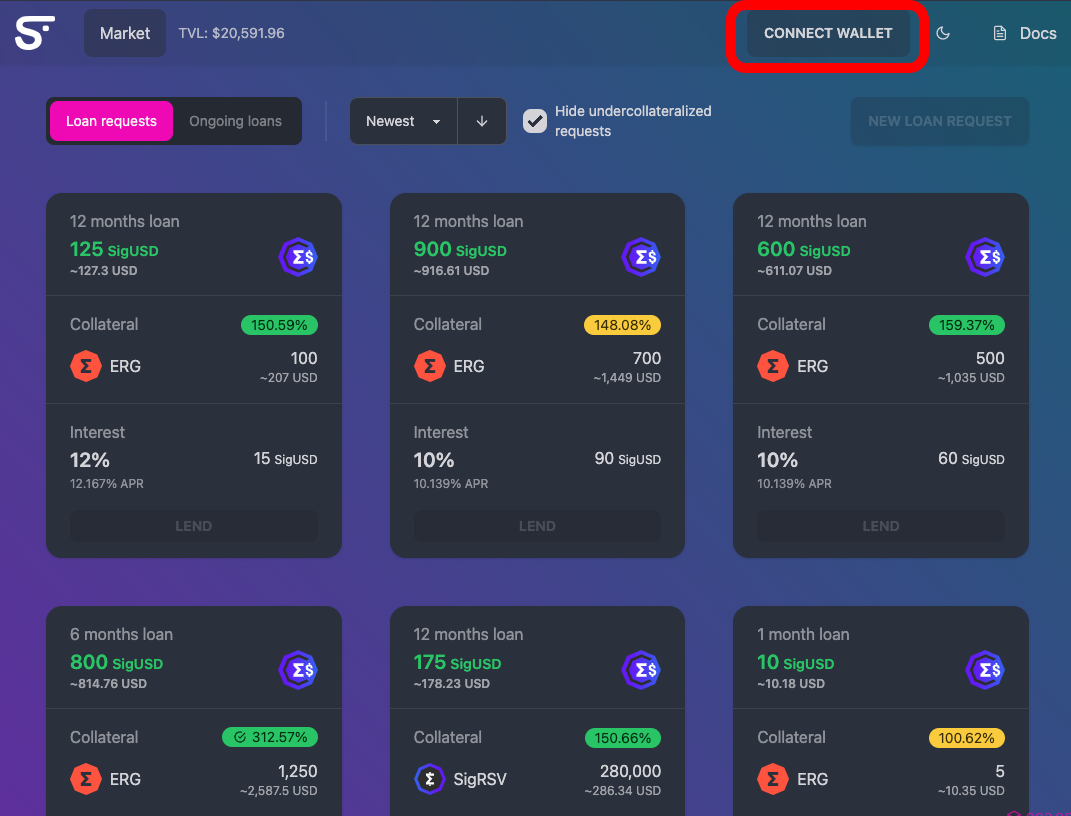 SF
Market
TVL: $20,591.96
CONNECT WALLET
Docs
Loan requests
Ongoing loans
Newest
Hide undercollateralized
requests
NEW LOAN REQUEST
12 months loan
125 SigUSD
~127.3 USD
Σ$
Collateral
150.59%
Σ
ERG
100
~207 USD
Interest
12%
15 SigUSD
12.167% APR
LEND
12 months loan
900 SigUSD
~916.61 USD
Σ$
Collateral
148.08%
Σ
ERG
700
~1,449 USD
Interest
10%
90 SigUSD
10.139% APR
LEND
12 months loan
600 SigUSD
~611.07 USD
Σ$
Collateral
159.37%
Σ
ERG
500
~1,035 USD
Interest
10%
60 SigUSD
10.139% APR
LEND
6 months loan
800 SigUSD
~814.76 USD
Σ$
Collateral
312.57%
Σ
ERG
1,250
~2,587.5 USD
12 months loan
175 SigUSD
~178.23 USD
Σ$
Collateral
150.66%
SigRSV
280,000
~286.34 USD
1 month loan
10 SigUSD
~10.18 USD
Σ$
Collateral
100.62%
Σ
ERG
5
~10.35 USD